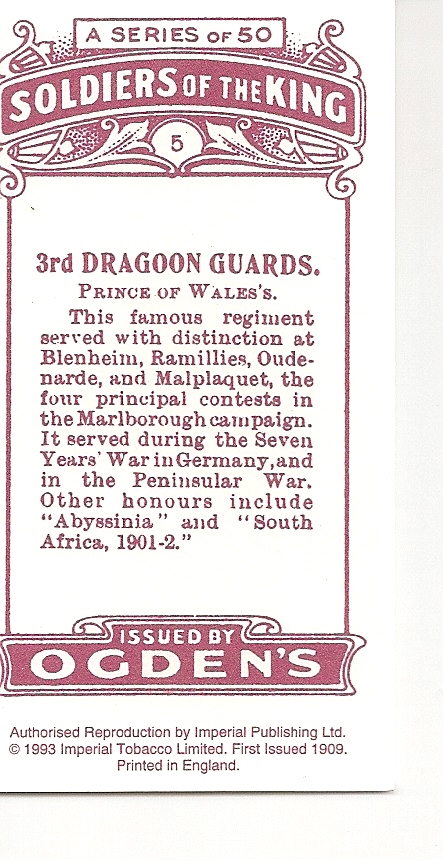 A SERIES OF 50
SOLDIERS OF THE KING
5
3rd DRAGOON GUARDS.
PRINCE OF WALES'S.
This famous regiment
served with distinction at
Blenheim, Ramillies, Oude-
narde, and Malplaquet, the
four principal contests in
the Marlborough campaign.
It served during the Seven
Years' War in Germany, and
in the Peninsular War.
Other honours include
"Abyssinia" and "South
Africa, 1901-2."
ISSUED BY
OGDEN'S
Authorised Reproduction by Imperial Publishing Ltd.
© 1993 Imperial Tobacco Limited. First Issued 1909.
Printed in England.